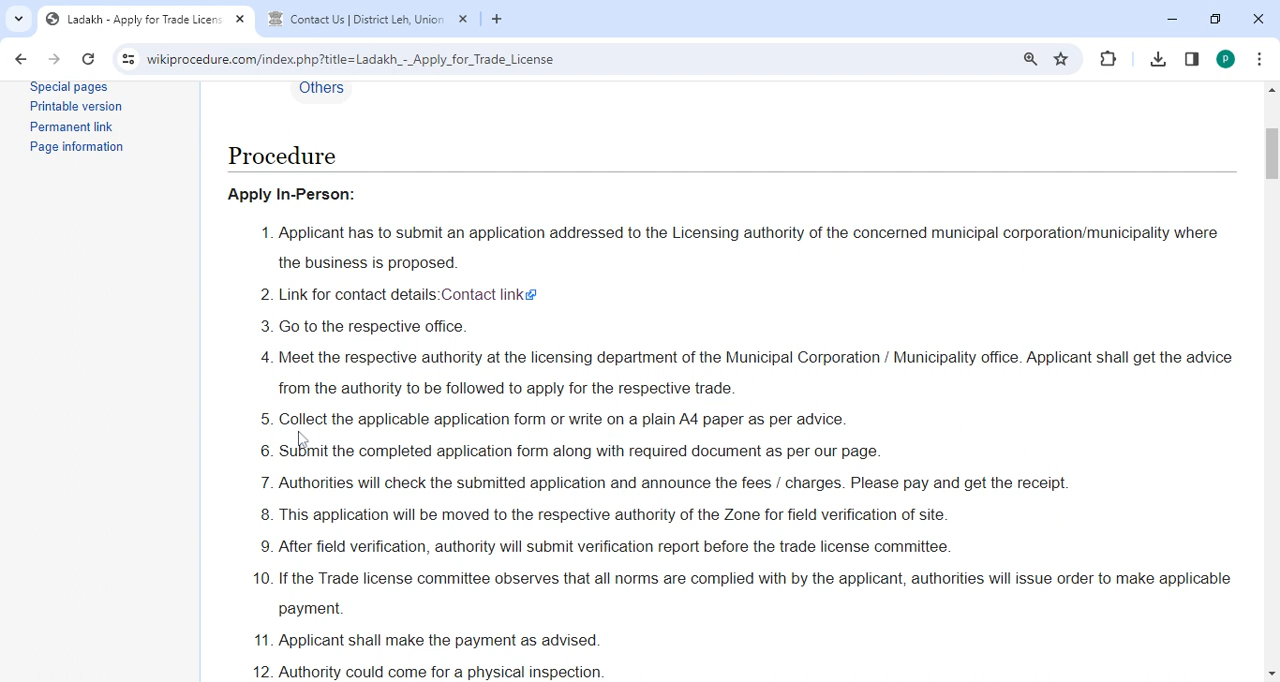 Ladakh - Apply for Trade Licens
Contact Us | District Leh, Union
wikiprocedure.com/index.php?title=Ladakh_-_Apply_for_Trade_License
P
Special pages
Printable version
Permanent link
Page information
Others
Procedure
Apply In-Person:
1. Applicant has to submit an application addressed to the Licensing authority of the concerned municipal corporation/municipality where
the business is proposed.
2. Link for contact details:Contact link
3. Go to the respective office.
4. Meet the respective authority at the licensing department of the Municipal Corporation / Municipality office. Applicant shall get the advice
from the authority to be followed to apply for the respective trade.
5. Collect the applicable application form or write on a plain A4 paper as per advice.
6. Submit the completed application form along with required document as per our page.
7. Authorities will check the submitted application and announce the fees / charges. Please pay and get the receipt.
8. This application will be moved to the respective authority of the Zone for field verification of site.
9. After field verification, authority will submit verification report before the trade license committee.
10. If the Trade license committee observes that all norms are complied with by the applicant, authorities will issue order to make applicable
payment.
11. Applicant shall make the payment as advised.
12. Authority could come for a physical inspection.